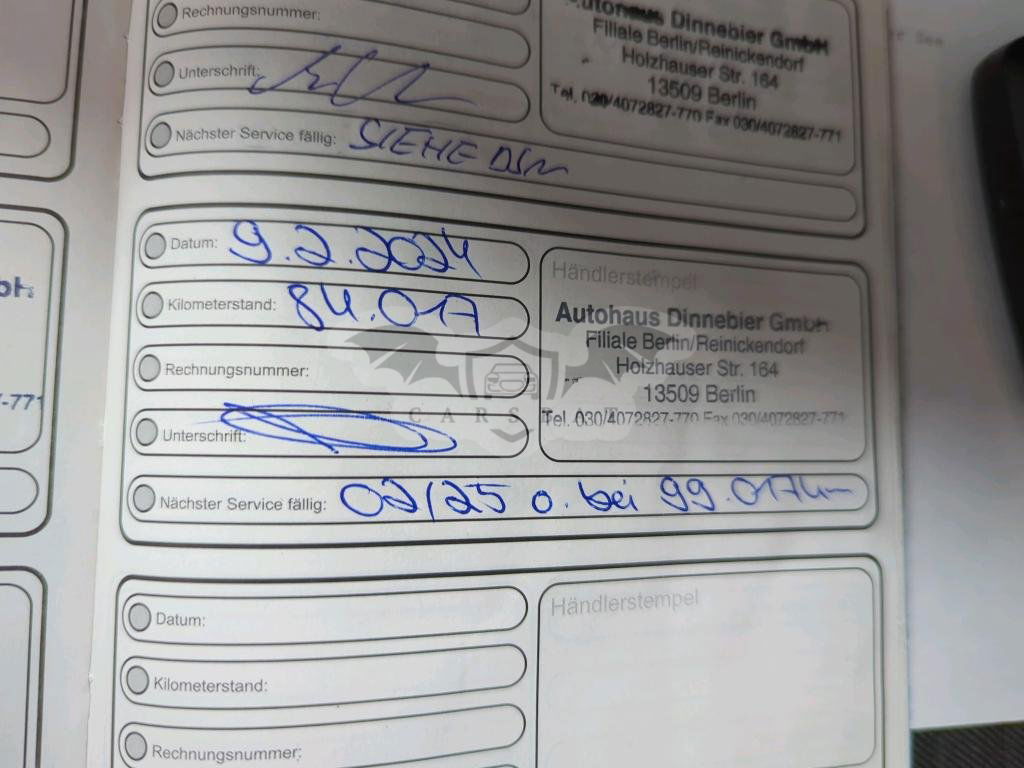 Rechnungsnummer:
Autohaus Dinnebier GmbH
Filiale Berlin/Reinickendorf
Holzhauser Str. 164
13509 Berlin
Tel. 030/4072827-770 Fax 030/4072827-771
Unterschrift:
Nächster Service fällig: SIEHE
Datum: 9.2.2024
Kilometerstand: 84.017
Rechnungsnummer:
Unterschrift:
Händlerstempel
Autohaus Dinnebier GmbH
Filiale Berlin/Reinickendorf
Holzhauser Str. 164
13509 Berlin
Tel. 030/4072827-770 Fax 030/4072827-771
Nächster Service fällig: 02/25 o. bei 99.017km
-771
Datum:
Kilometerstand:
Rechnungsnummer:
Händlerstempel